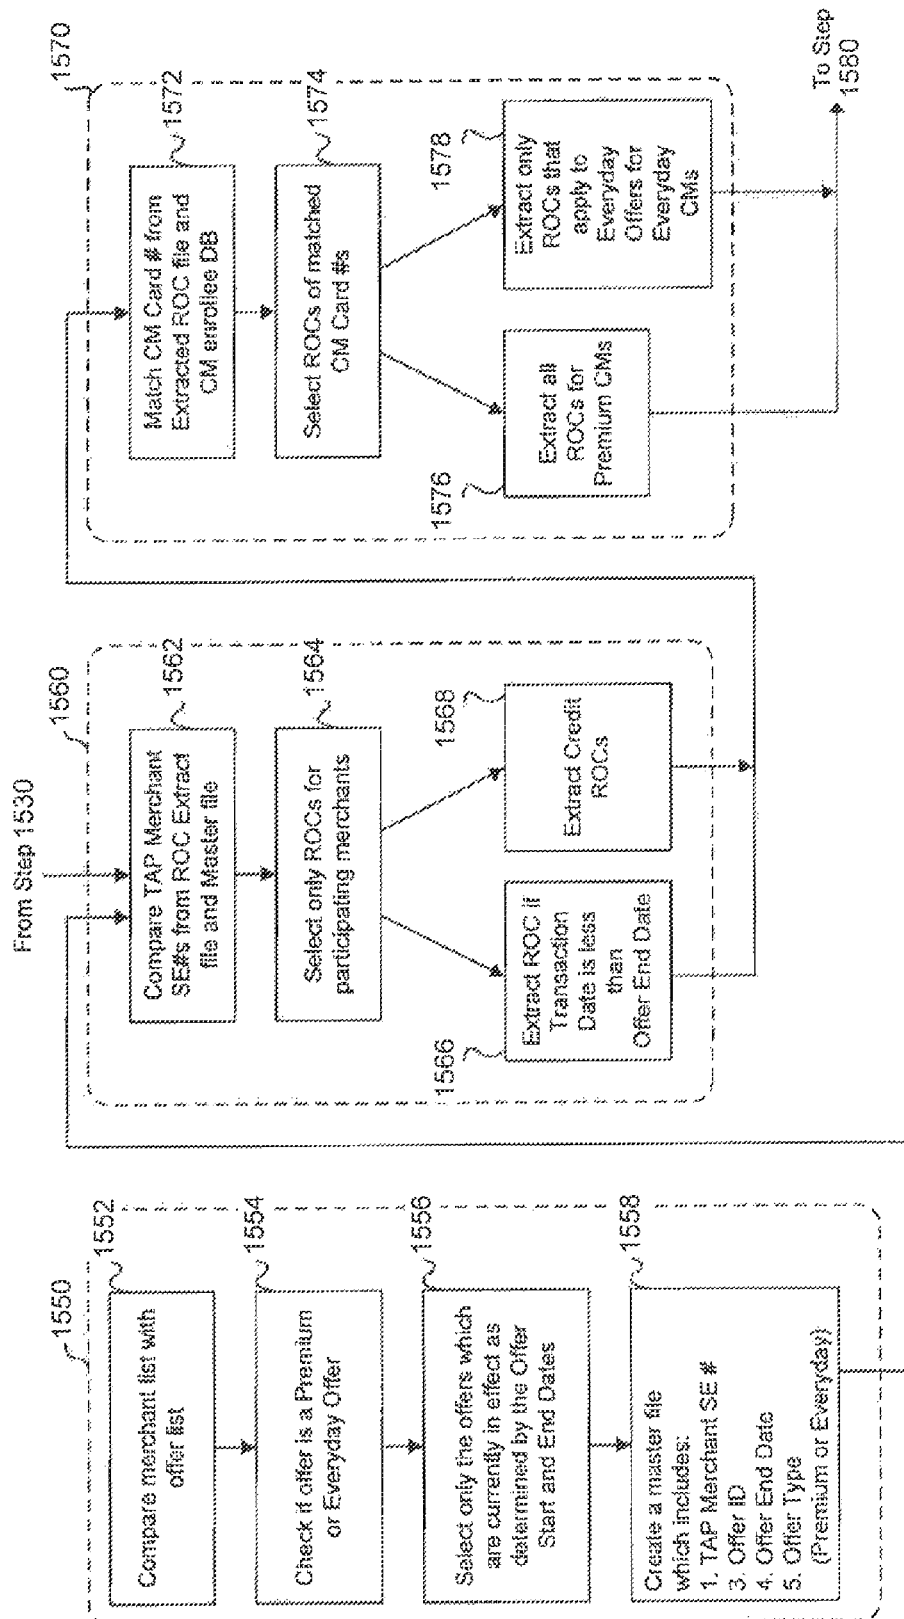 1550
1552
Compare merchant list with
offer list
1554
Check if offer is a Premium
or Everyday Offer
1556
Select only the offers which
are currently in effect as
determined by the Offer
Start and End Dates
1558
Create a master file
which includes:
1. TAP Merchant SE #
3. Offer ID
4. Offer End Date
5. Offer Type
(Premium or Everyday)
From Step 1530
1560
1562
Compare TAP Merchant
SE#s from ROC Extract
file and Master file
1564
Select only ROCs for
participating merchants
1566
Extract ROC if
Transaction
Date is less
than
Offer End Date
1568
Extract Credit
ROCs
1570
1572
Match CM Card # from
Extracted ROC file and
CM enrollee DB
1574
Select ROCs of matched
CM Card #s
1576
Extract all
ROCs for
Premium CMs
1578
Extract only
ROCs that
apply to
Everyday
Offers for
Everyday
CMs
To Step
1580